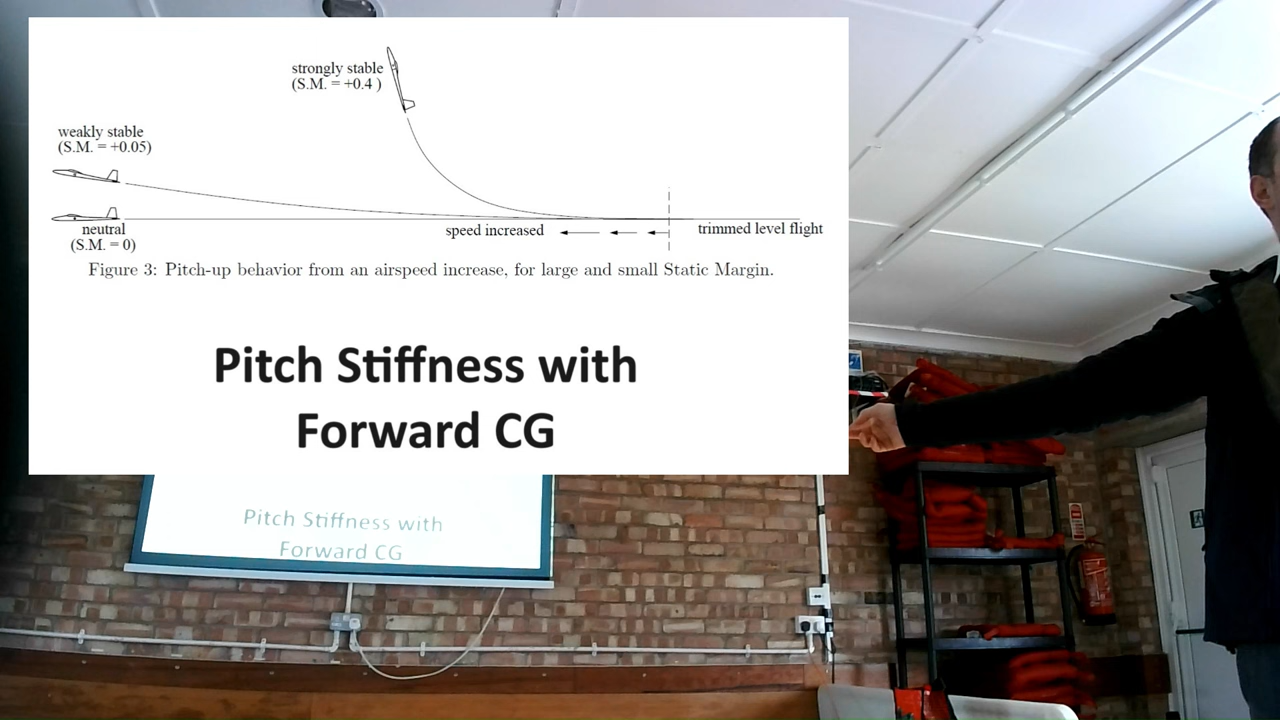 strongly stable
(S.M. = +0.4 )
weakly stable
(S.M. = +0.05)
neutral
(S.M. = 0)
speed increased
trimmed level flight
Figure 3: Pitch-up behavior from an airspeed increase, for large and small Static Margin.
Pitch Stiffness with
Forward CG
Pitch Stiffness with
Forward CG